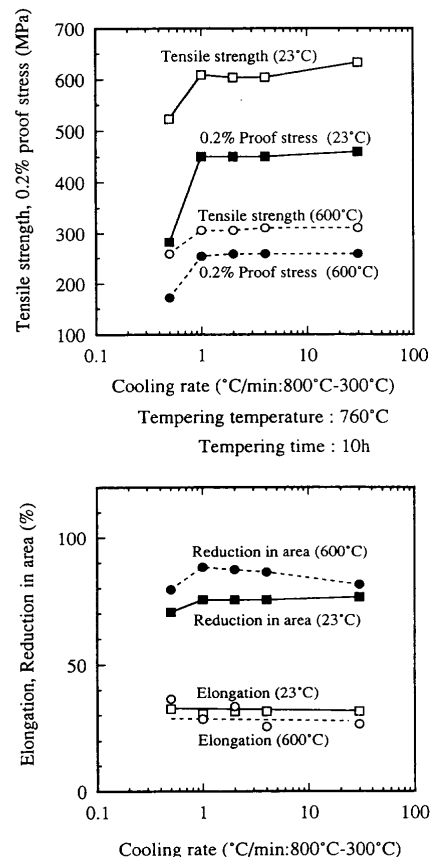 Tensile strength, 0.2% proof stress (MPa)
700
600
500
400
300
200
100
Tensile strength (23°C)
0.2% Proof stress (23°C)
Tensile strength (600°C)
0.2% Proof stress (600°C)
0.1 1 10 100
Cooling rate (°C/min:800°C-300°C)
Tempering temperature : 760°C
Tempering time : 10h
Elongation, Reduction in area (%)
100
50
0
Reduction in area (600°C)
Reduction in area (23°C)
Elongation (23°C)
Elongation (600°C)
0.1 1 10 100
Cooling rate (°C/min:800°C-300°C)